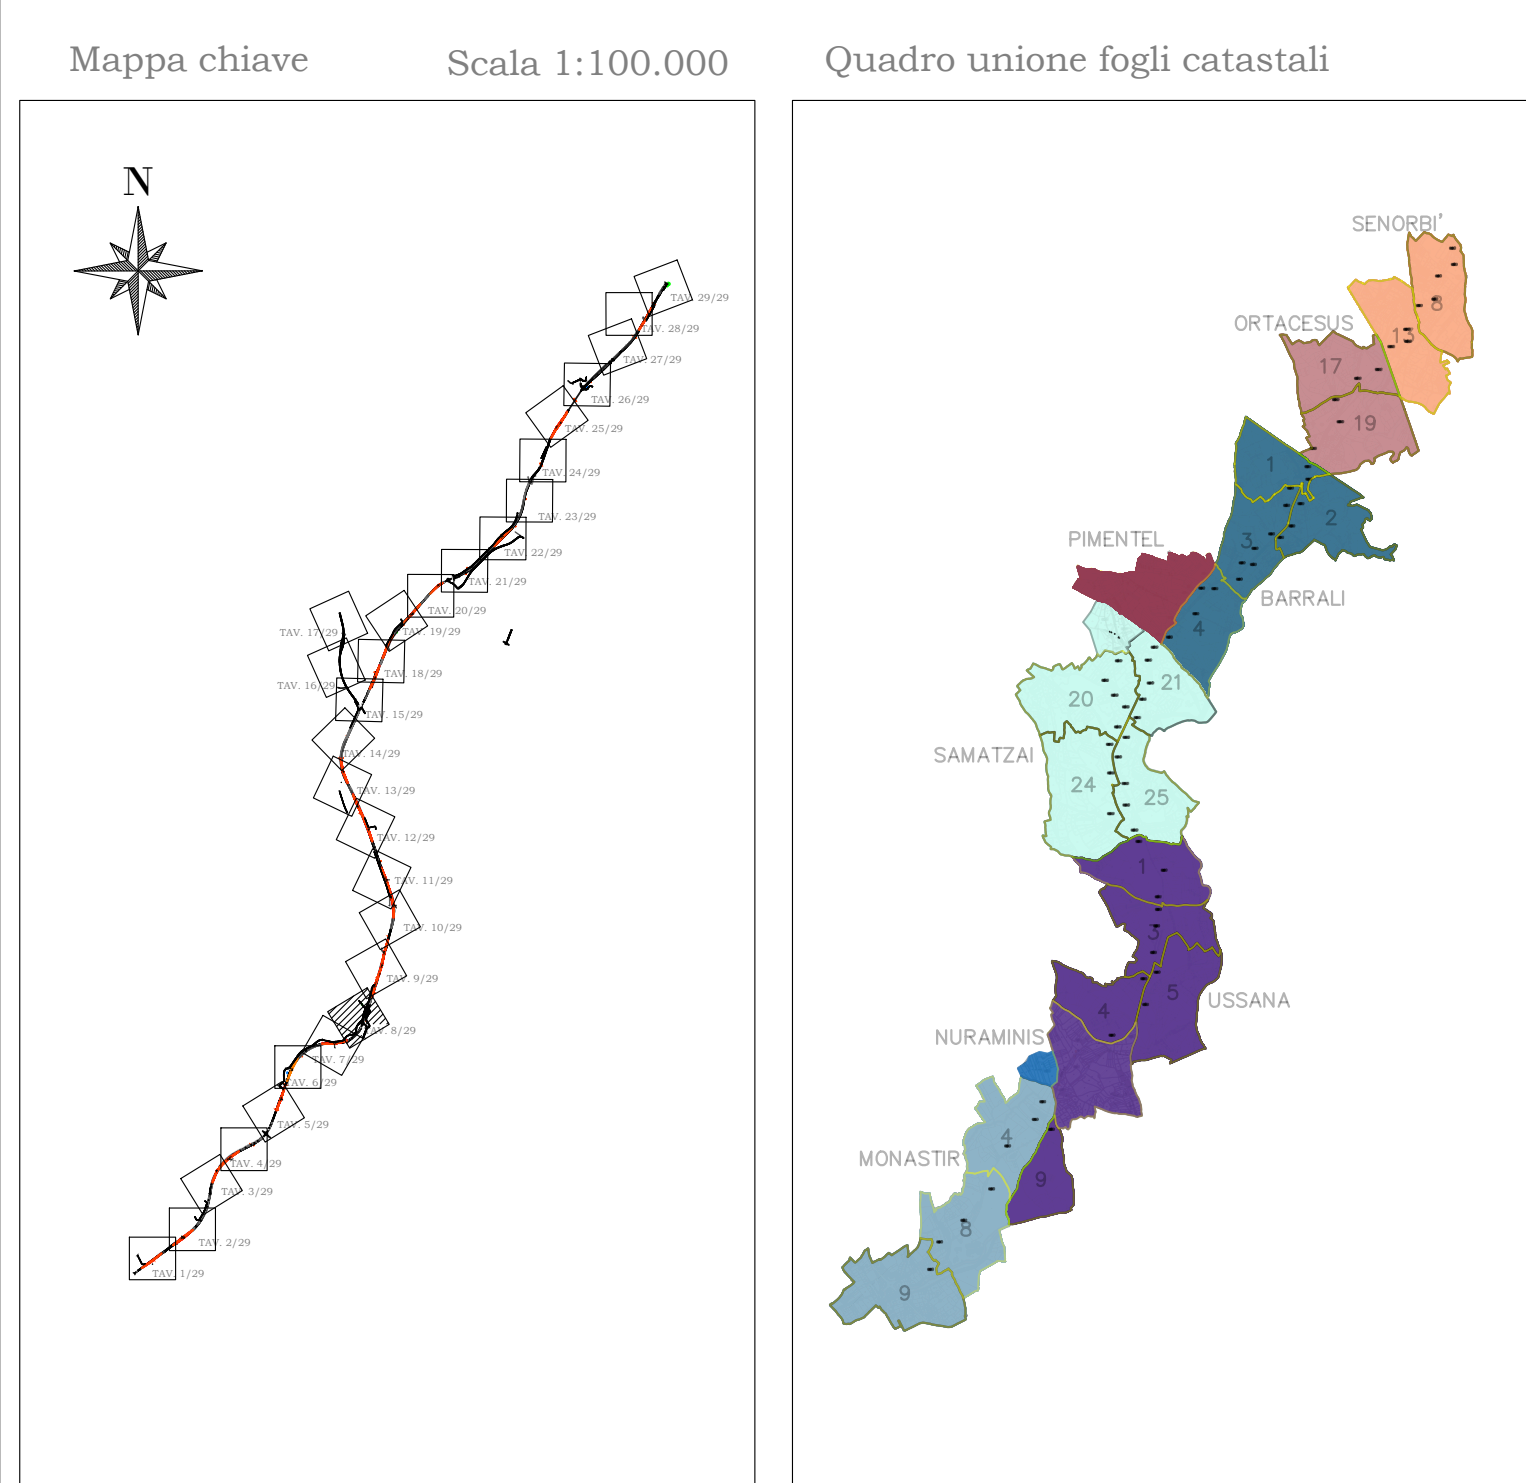 Mappa chiave
Scala 1:100.000
Quadro unione fogli catastali
N
TAV. 29/29
TAV. 28/29
TAV. 27/29
TAV. 26/29
TAV. 25/29
TAV. 24/29
TAV. 23/29
TAV. 22/29
TAV. 21/29
TAV. 20/29
TAV. 19/29
TAV. 17/29
TAV. 18/29
TAV. 16/29
TAV. 15/29
TAV. 14/29
TAV. 13/29
TAV. 12/29
TAV. 11/29
TAV. 10/29
TAV. 9/29
TAV. 8/29
TAV. 7/29
TAV. 6/29
TAV. 5/29
TAV. 4/29
TAV. 3/29
TAV. 2/29
TAV. 1/29
SENORBI'
8
ORTACESUS
13
17
19
1
2
3
PIMENTEL
BARRALI
4
21
20
SAMATZAI
24
25
1
3
5
USSANA
4
NURAMINIS
4
MONASTIR
9
8
9